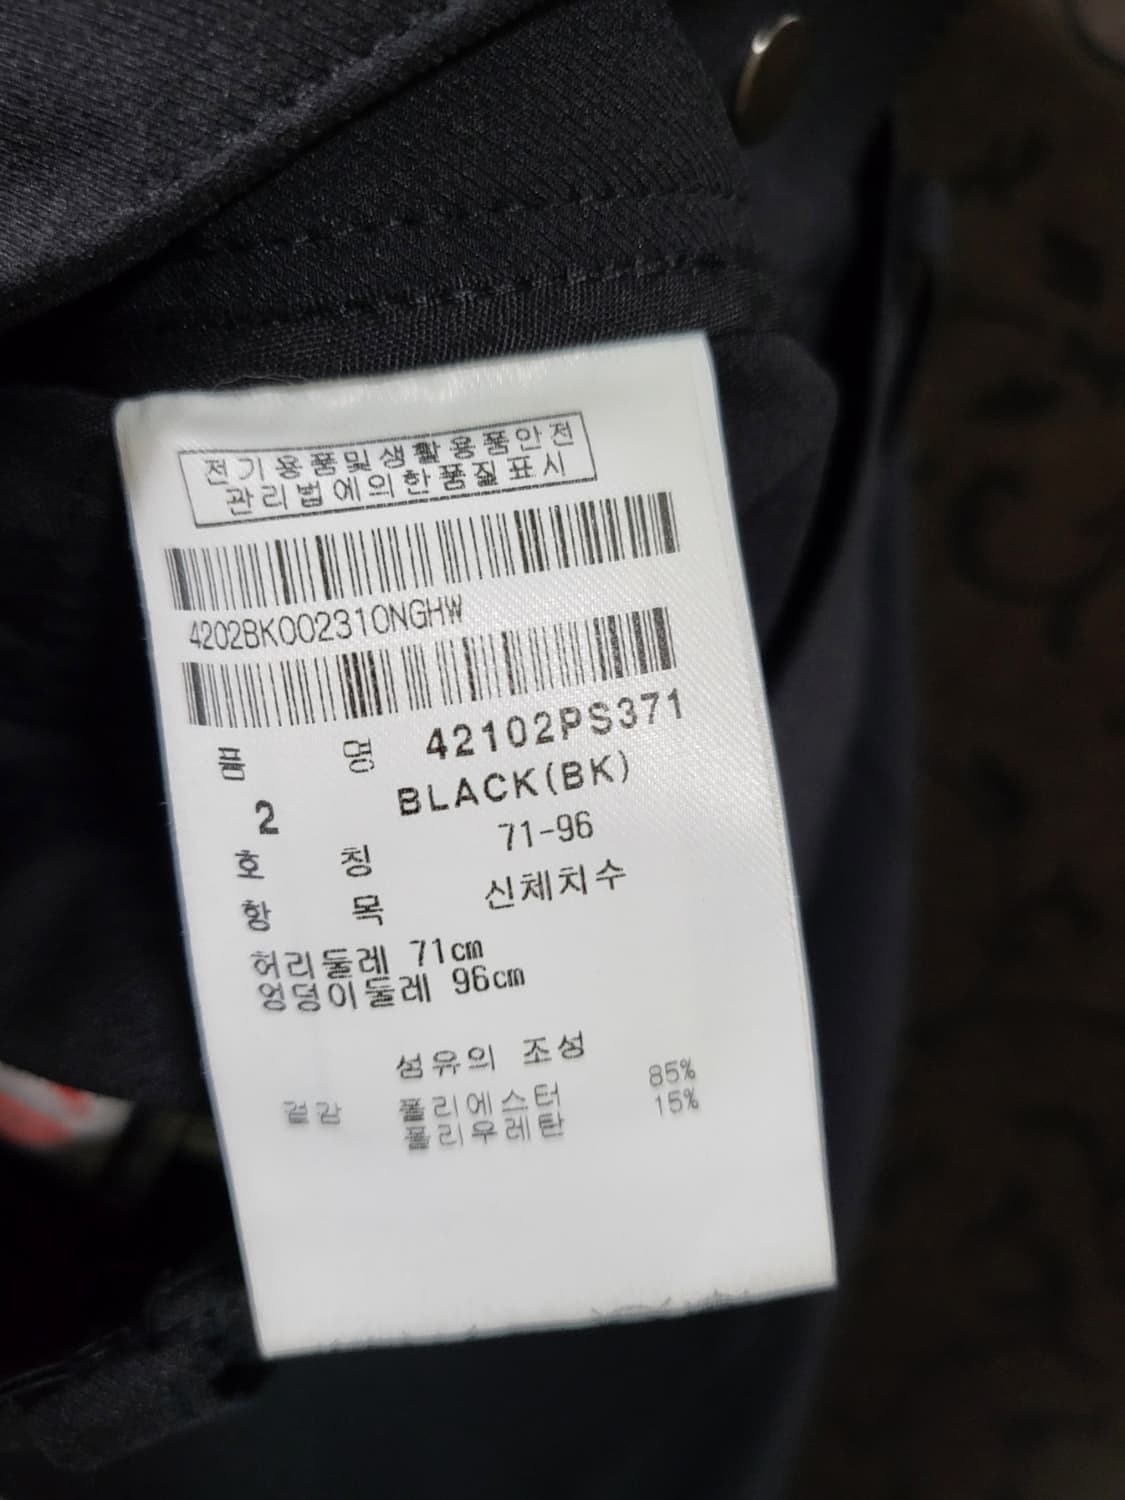 전기용품및생활용품안전
관리법에의한품질표시
4202BK002310NGHW
품 명 42102PS371
2 BLACK(BK)
호 칭 71-96
항 목 신체치수
허리둘레 71cm
엉덩이둘레 96cm
섬유의 조성
겉감 폴리에스터 85%
폴리우레탄 15%